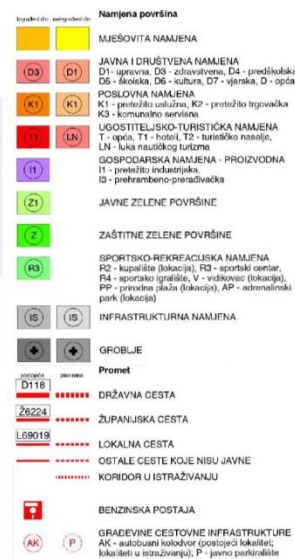 Namjena površina
MJEŠOVITA NAMJENA
D3 D1
JAVNA I DRUŠTVENA NAMJENA
D1 - upravna, D3 - zdravstvena, D4 - predškolska
D5 - školska, D6 - kulturna, D7 - vjerska, D - opća
K1 K1
POSLOVNA NAMJENA
K1 - pretežito uslužna, K2 - pretežito trgovačka
K3 - komunalno servisna
T1 LN
UGOSTITELJSKO-TURISTIČKA NAMJENA
T - opća, T1 - hoteli, T2 - turističko naselje,
LN - luka nautičkog turizma
I1
GOSPODARSKA NAMJENA - PROIZVODNA
I1 - pretežito industrijska,
I3 - prehrambeno-prerađivačka
Z1
JAVNE ZELENE POVRŠINE
Z
ZAŠTITNE ZELENE POVRŠINE
R3
SPORTSKO-REKREACIJSKA NAMJENA
R2 - kupalište (lokacija), R3 - sportski centar,
R4 - sportsko igralište, V - vidikovac (lokacija),
PP - prirodna plaža (lokacija), AP - adrenalinski
park (lokacija)
IS IS
INFRASTRUKTURNA NAMJENA
GROBLJE
postojeće planirano
Promet
D118
DRŽAVNA CESTA
Ž6224
ŽUPANIJSKA CESTA
L69019
LOKALNA CESTA
OSTALE CESTE KOJE NISU JAVNE
KORIDOR U ISTRAŽIVANJU
BENZINSKA POSTAJA
AK P
GRAĐEVINE CESTOVNE INFRASTRUKTURE
AK - autobusni kolodvor (postojeći lokalitet;
lokaliteti u istraživanju); P - javno parkiralište